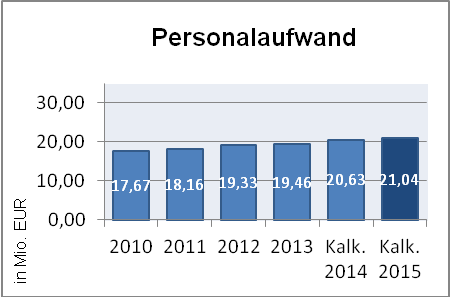 Personalaufwand
in Mio. EUR
30,00
20,00
10,00
0,00
17,67 18,16 19,33 19,46 20,63 21,04
2010 2011 2012 2013 Kalk. Kalk.
2014 2015